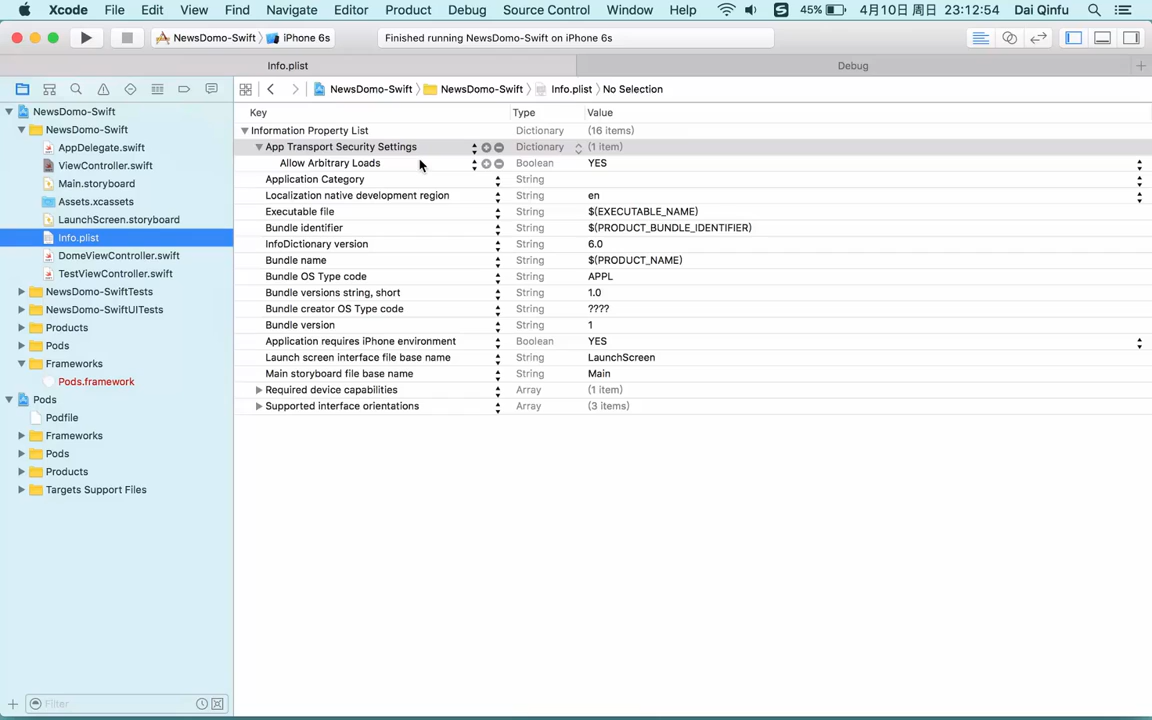 Xcode File Edit View Find Navigate Editor Product Debug Source Control Window Help 45% 4月10日 周日 23:12:54 Dai Qinfu
NewsDomo-Swift iPhone 6s Finished running NewsDomo-Swift on iPhone 6s
Info.plist Debug
NewsDomo-Swift NewsDomo-Swift Info.plist No Selection
NewsDomo-Swift
NewsDomo-Swift
AppDelegate.swift
ViewController.swift
Main.storyboard
Assets.xcassets
LaunchScreen.storyboard
Info.plist
DomeViewController.swift
TestViewController.swift
NewsDomo-SwiftTests
NewsDomo-SwiftUITests
Products
Pods
Frameworks
Pods.framework
Pods
Podfile
Frameworks
Pods
Products
Targets Support Files
Filter
Key Type Value
Information Property List Dictionary (16 items)
App Transport Security Settings Dictionary (1 item)
Allow Arbitrary Loads Boolean YES
Application Category String
Localization native development region String en
Executable file String $(EXECUTABLE_NAME)
Bundle identifier String $(PRODUCT_BUNDLE_IDENTIFIER)
InfoDictionary version String 6.0
Bundle name String $(PRODUCT_NAME)
Bundle OS Type code String APPL
Bundle versions string, short String 1.0
Bundle creator OS Type code String ????
Bundle version String 1
Application requires iPhone environment Boolean YES
Launch screen interface file base name String LaunchScreen
Main storyboard file base name String Main
Required device capabilities Array (1 item)
Supported interface orientations Array (3 items)